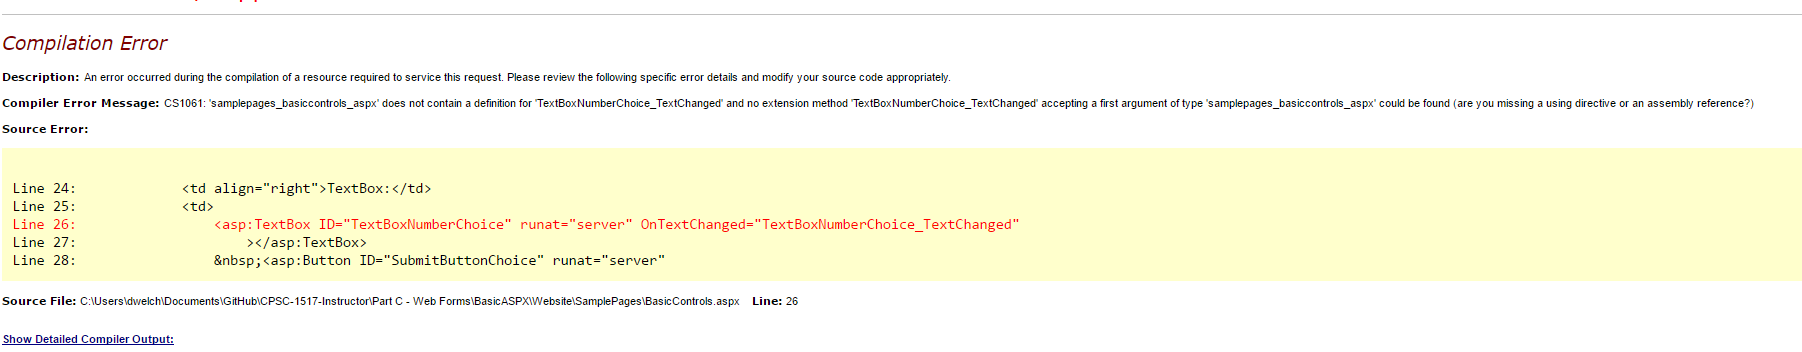 Compilation Error
Description: An error occurred during the compilation of a resource required to service this request. Please review the following specific error details and modify your source code appropriately.
Compiler Error Message: CS1061: 'samplepages_basiccontrols_aspx' does not contain a definition for 'TextBoxNumberChoice_TextChanged' and no extension method 'TextBoxNumberChoice_TextChanged' accepting a first argument of type 'samplepages_basiccontrols_aspx' could be found (are you missing a using directive or an assembly reference?)
Source Error:
Line 24:             <td align="right">TextBox:</td>
Line 25:             <td>
Line 26:                 <asp:TextBox ID="TextBoxNumberChoice" runat="server" OnTextChanged="TextBoxNumberChoice_TextChanged"
Line 27:                     ></asp:TextBox>
Line 28:                 &nbsp;<asp:Button ID="SubmitButtonChoice" runat="server"
Source File: C:\Users\dwelch\Documents\GitHub\CPSC-1517-Instructor\Part C - Web Forms\BasicASPX\Website\SamplePages\BasicControls.aspx    Line: 26
Show Detailed Compiler Output: